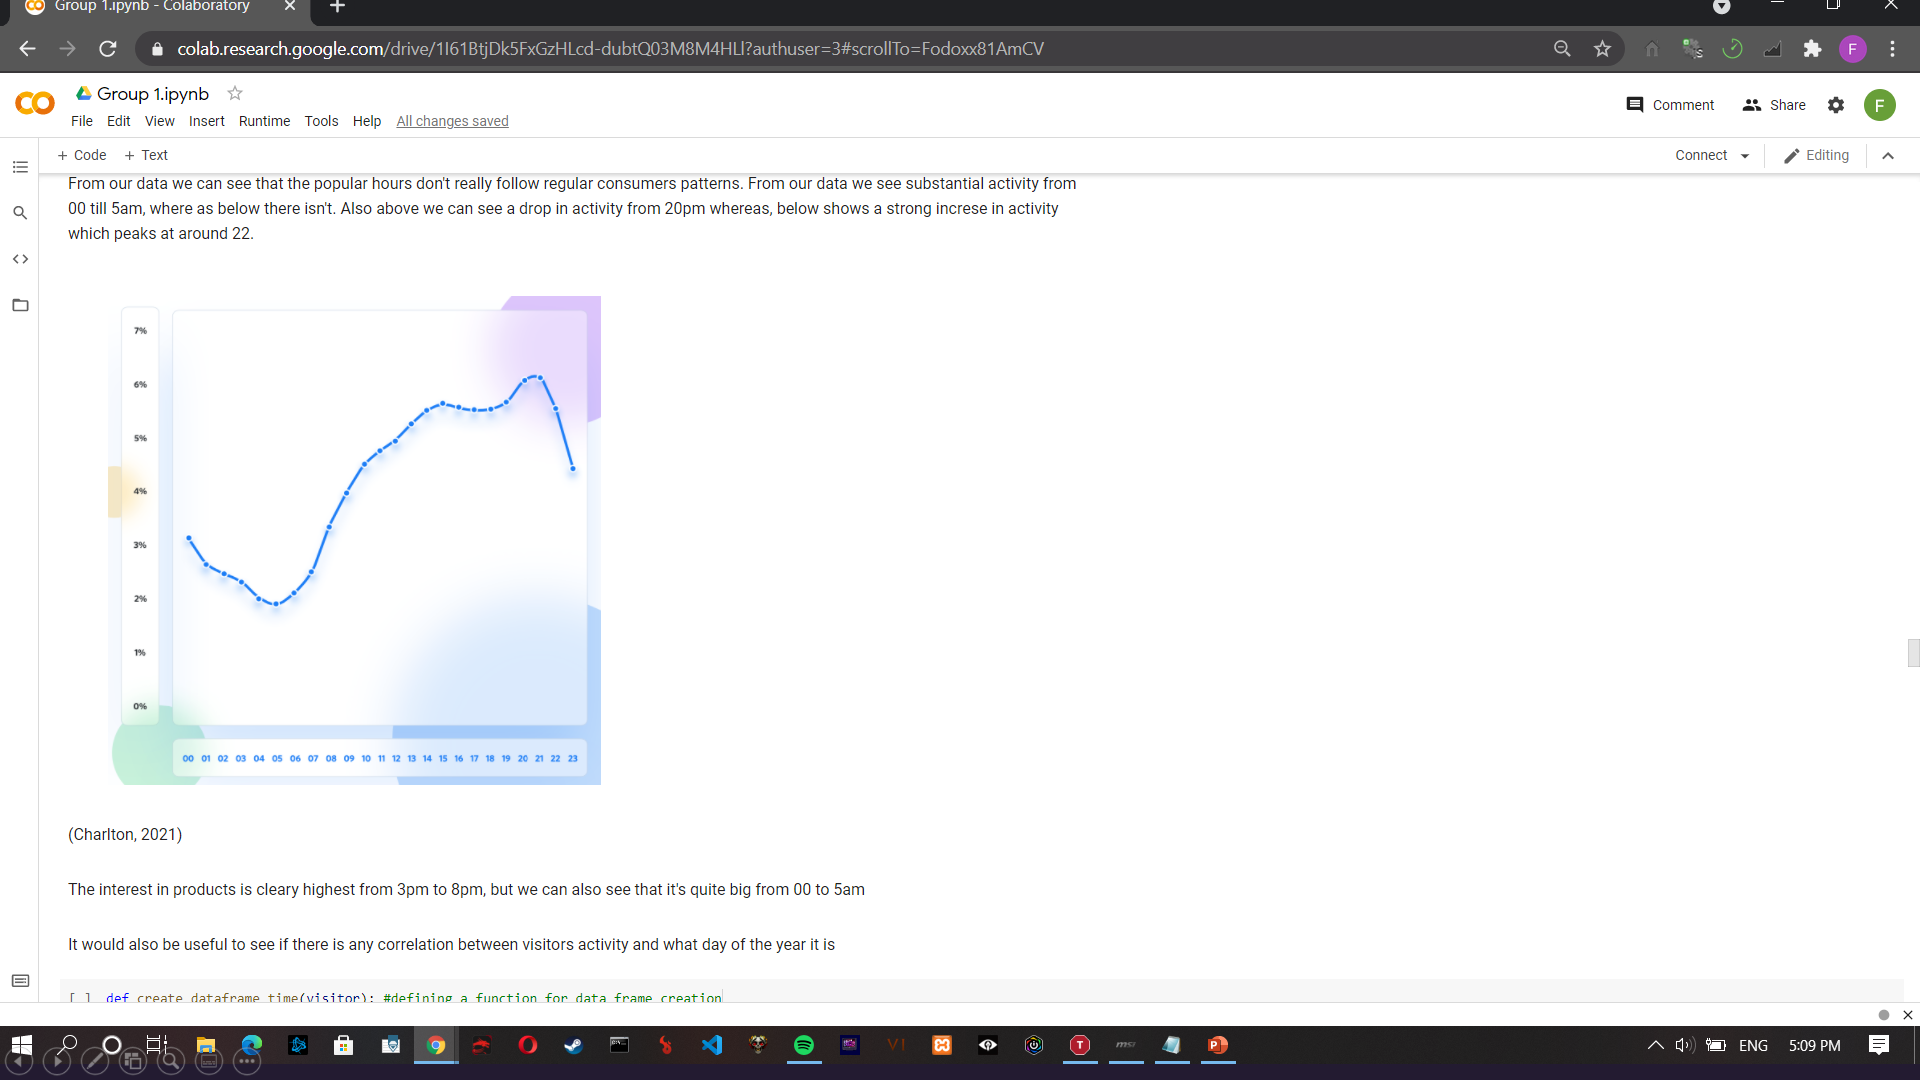 Group 1.ipynb - Colaboratory
colab.research.google.com/drive/1I61BtjDk5FxGzHLcd-dubtQ03M8M4HLl?authuser=3#scrollTo=Fodoxx81AmCV
F
Group 1.ipynb
Comment Share F
File Edit View Insert Runtime Tools Help All changes saved
+ Code + Text Connect Editing
From our data we can see that the popular hours don't really follow regular consumers patterns. From our data we see substantial activity from
00 till 5am, where as below there isn't. Also above we can see a drop in activity from 20pm whereas, below shows a strong increse in activity
which peaks at around 22.
7%
6%
5%
4%
3%
2%
1%
0%
00 01 02 03 04 05 06 07 08 09 10 11 12 13 14 15 16 17 18 19 20 21 22 23
(Charlton, 2021)
The interest in products is cleary highest from 3pm to 8pm, but we can also see that it's quite big from 00 to 5am
It would also be useful to see if there is any correlation between visitors activity and what day of the year it is
[ ] def create_dataframe_time(visitor): #defining a function for data frame creation
ENG 5:09 PM